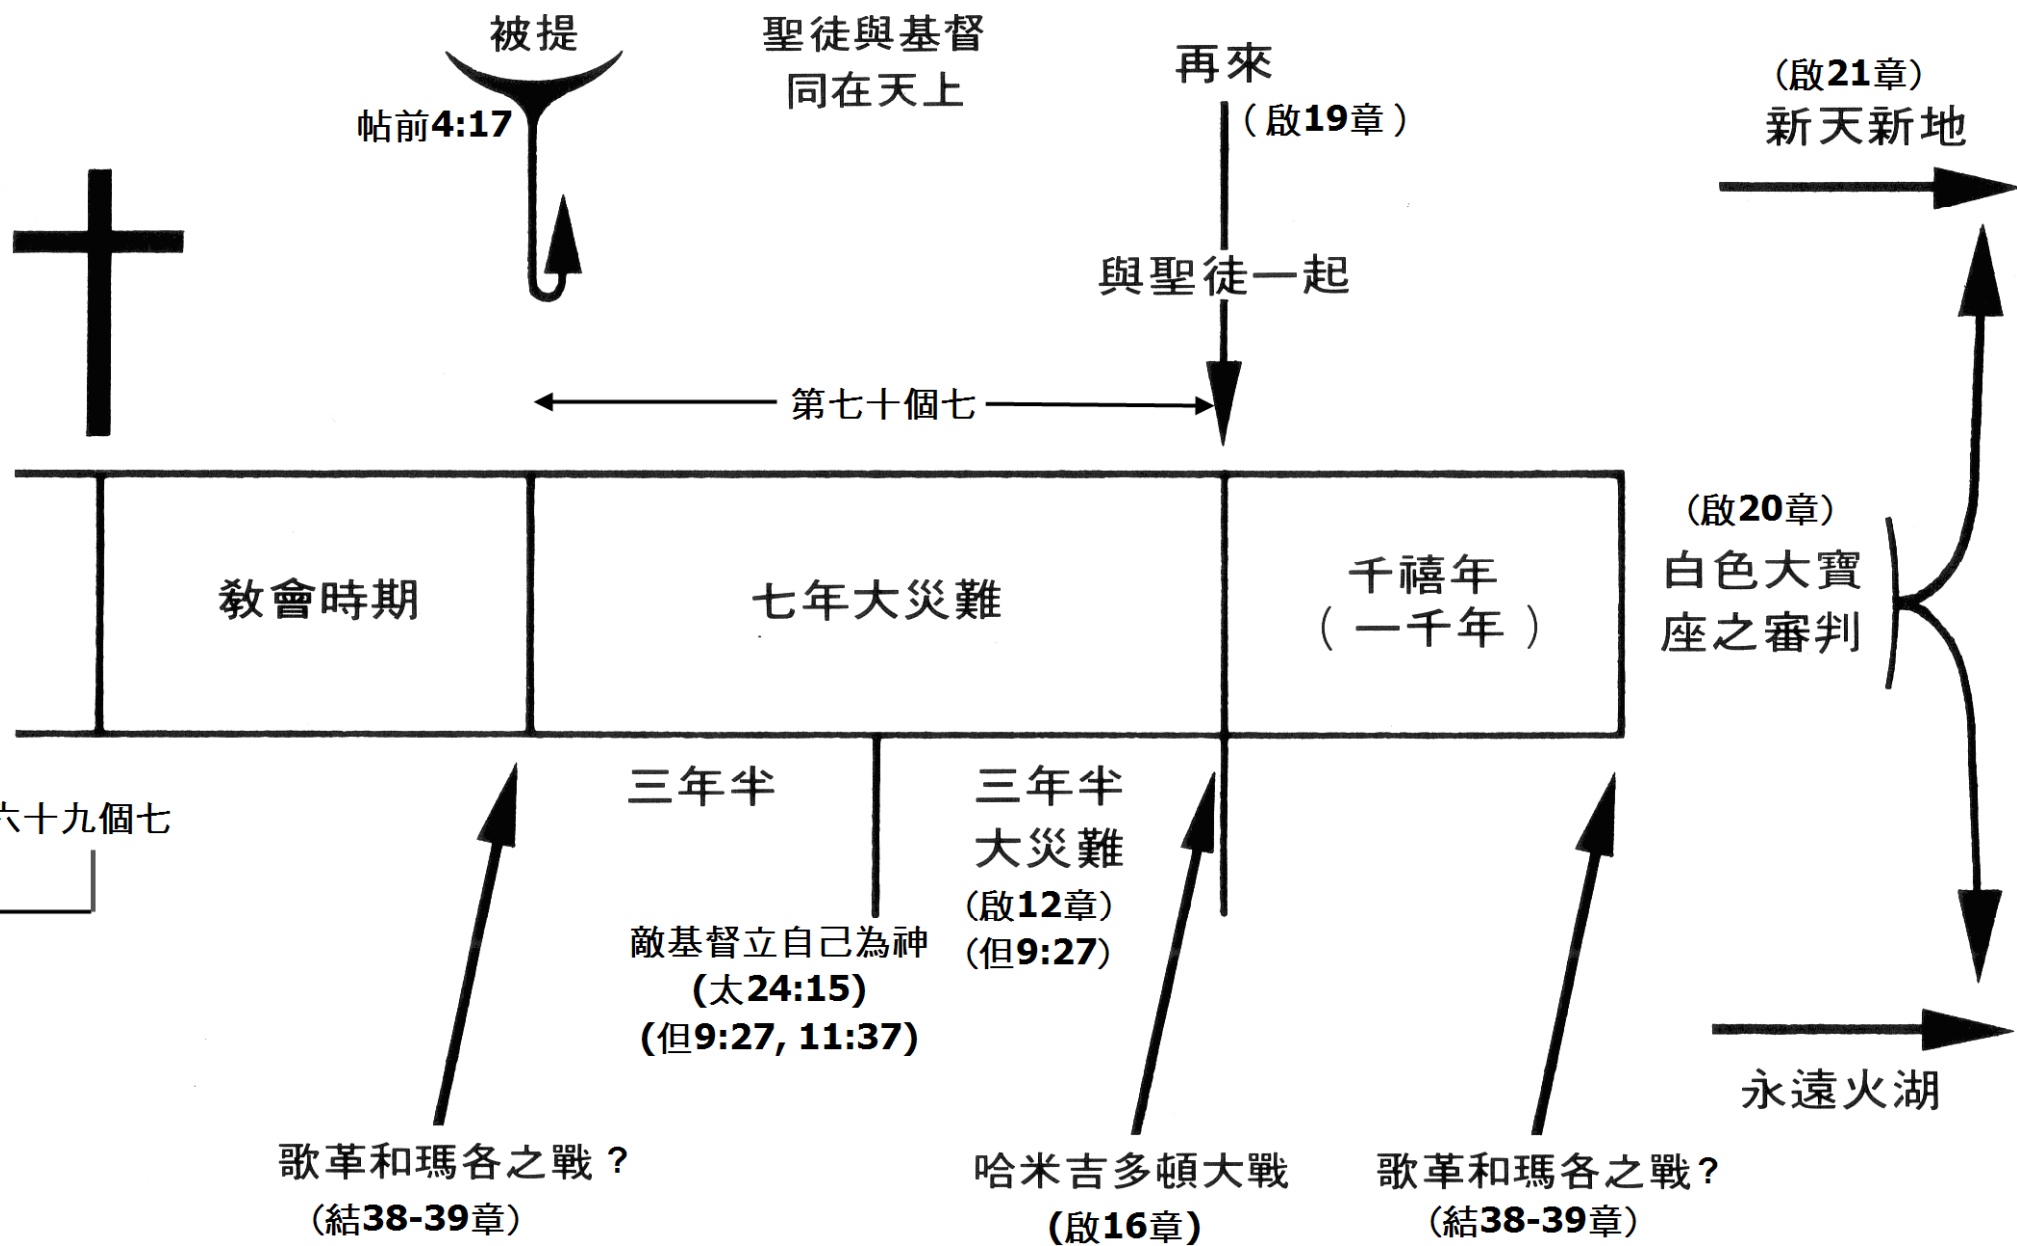 被提
聖徒與基督
同在天上
再來
(啟21章)
帖前4:17
(啟19章)
新天新地
與聖徒一起
第七十個七
(啟20章)
教會時期
七年大災難
千禧年
(一千年)
白色大寶
座之審判
三年半
三年半
大災難
六十九個七
(啟12章)
(但9:27)
敵基督立自己為神
(太24:15)
(但9:27, 11:37)
永遠火湖
歌革和瑪各之戰?
(結38-39章)
哈米吉多頓大戰
(啟16章)
歌革和瑪各之戰?
(結38-39章)